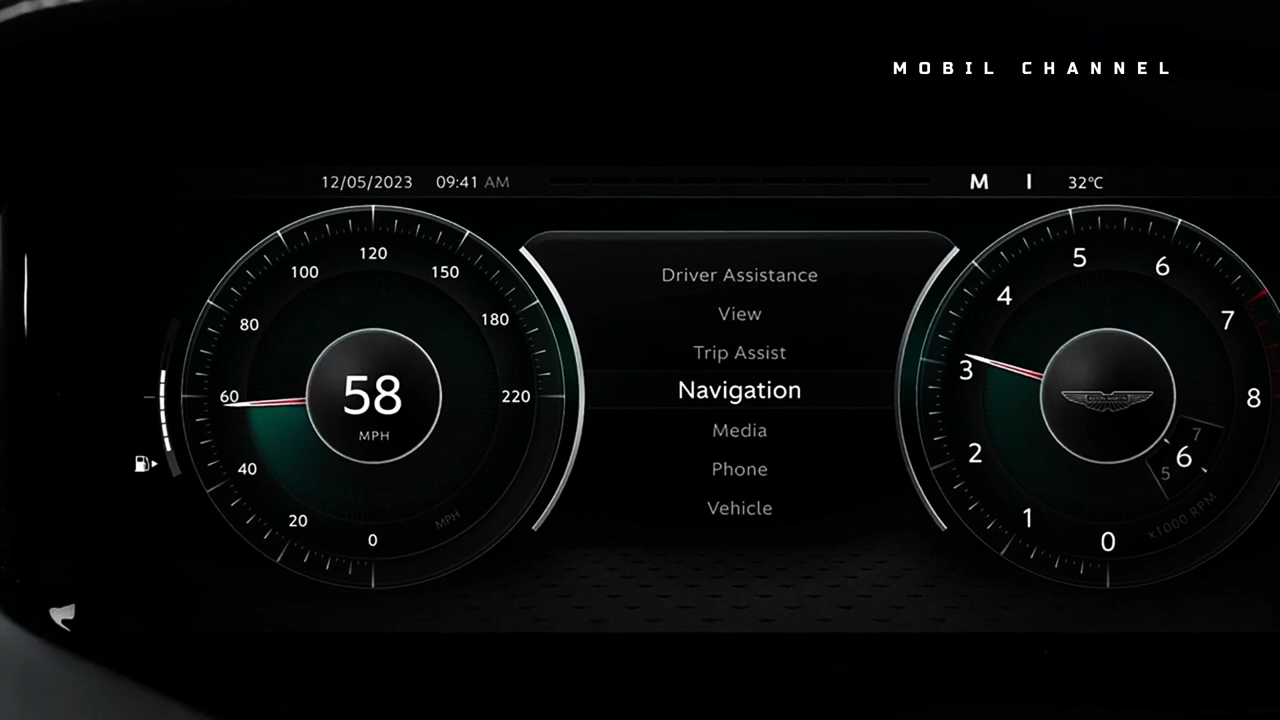 MOBIL CHANNEL
12/05/2023 09:41 AM
M I 32°C
120
100
150
80
180
60
220
40
20
0
MPH
58
MPH
Driver Assistance
View
Trip Assist
Navigation
Media
Phone
Vehicle
5
6
4
7
3
8
2
1
0
7
6
5
x1000 RPM